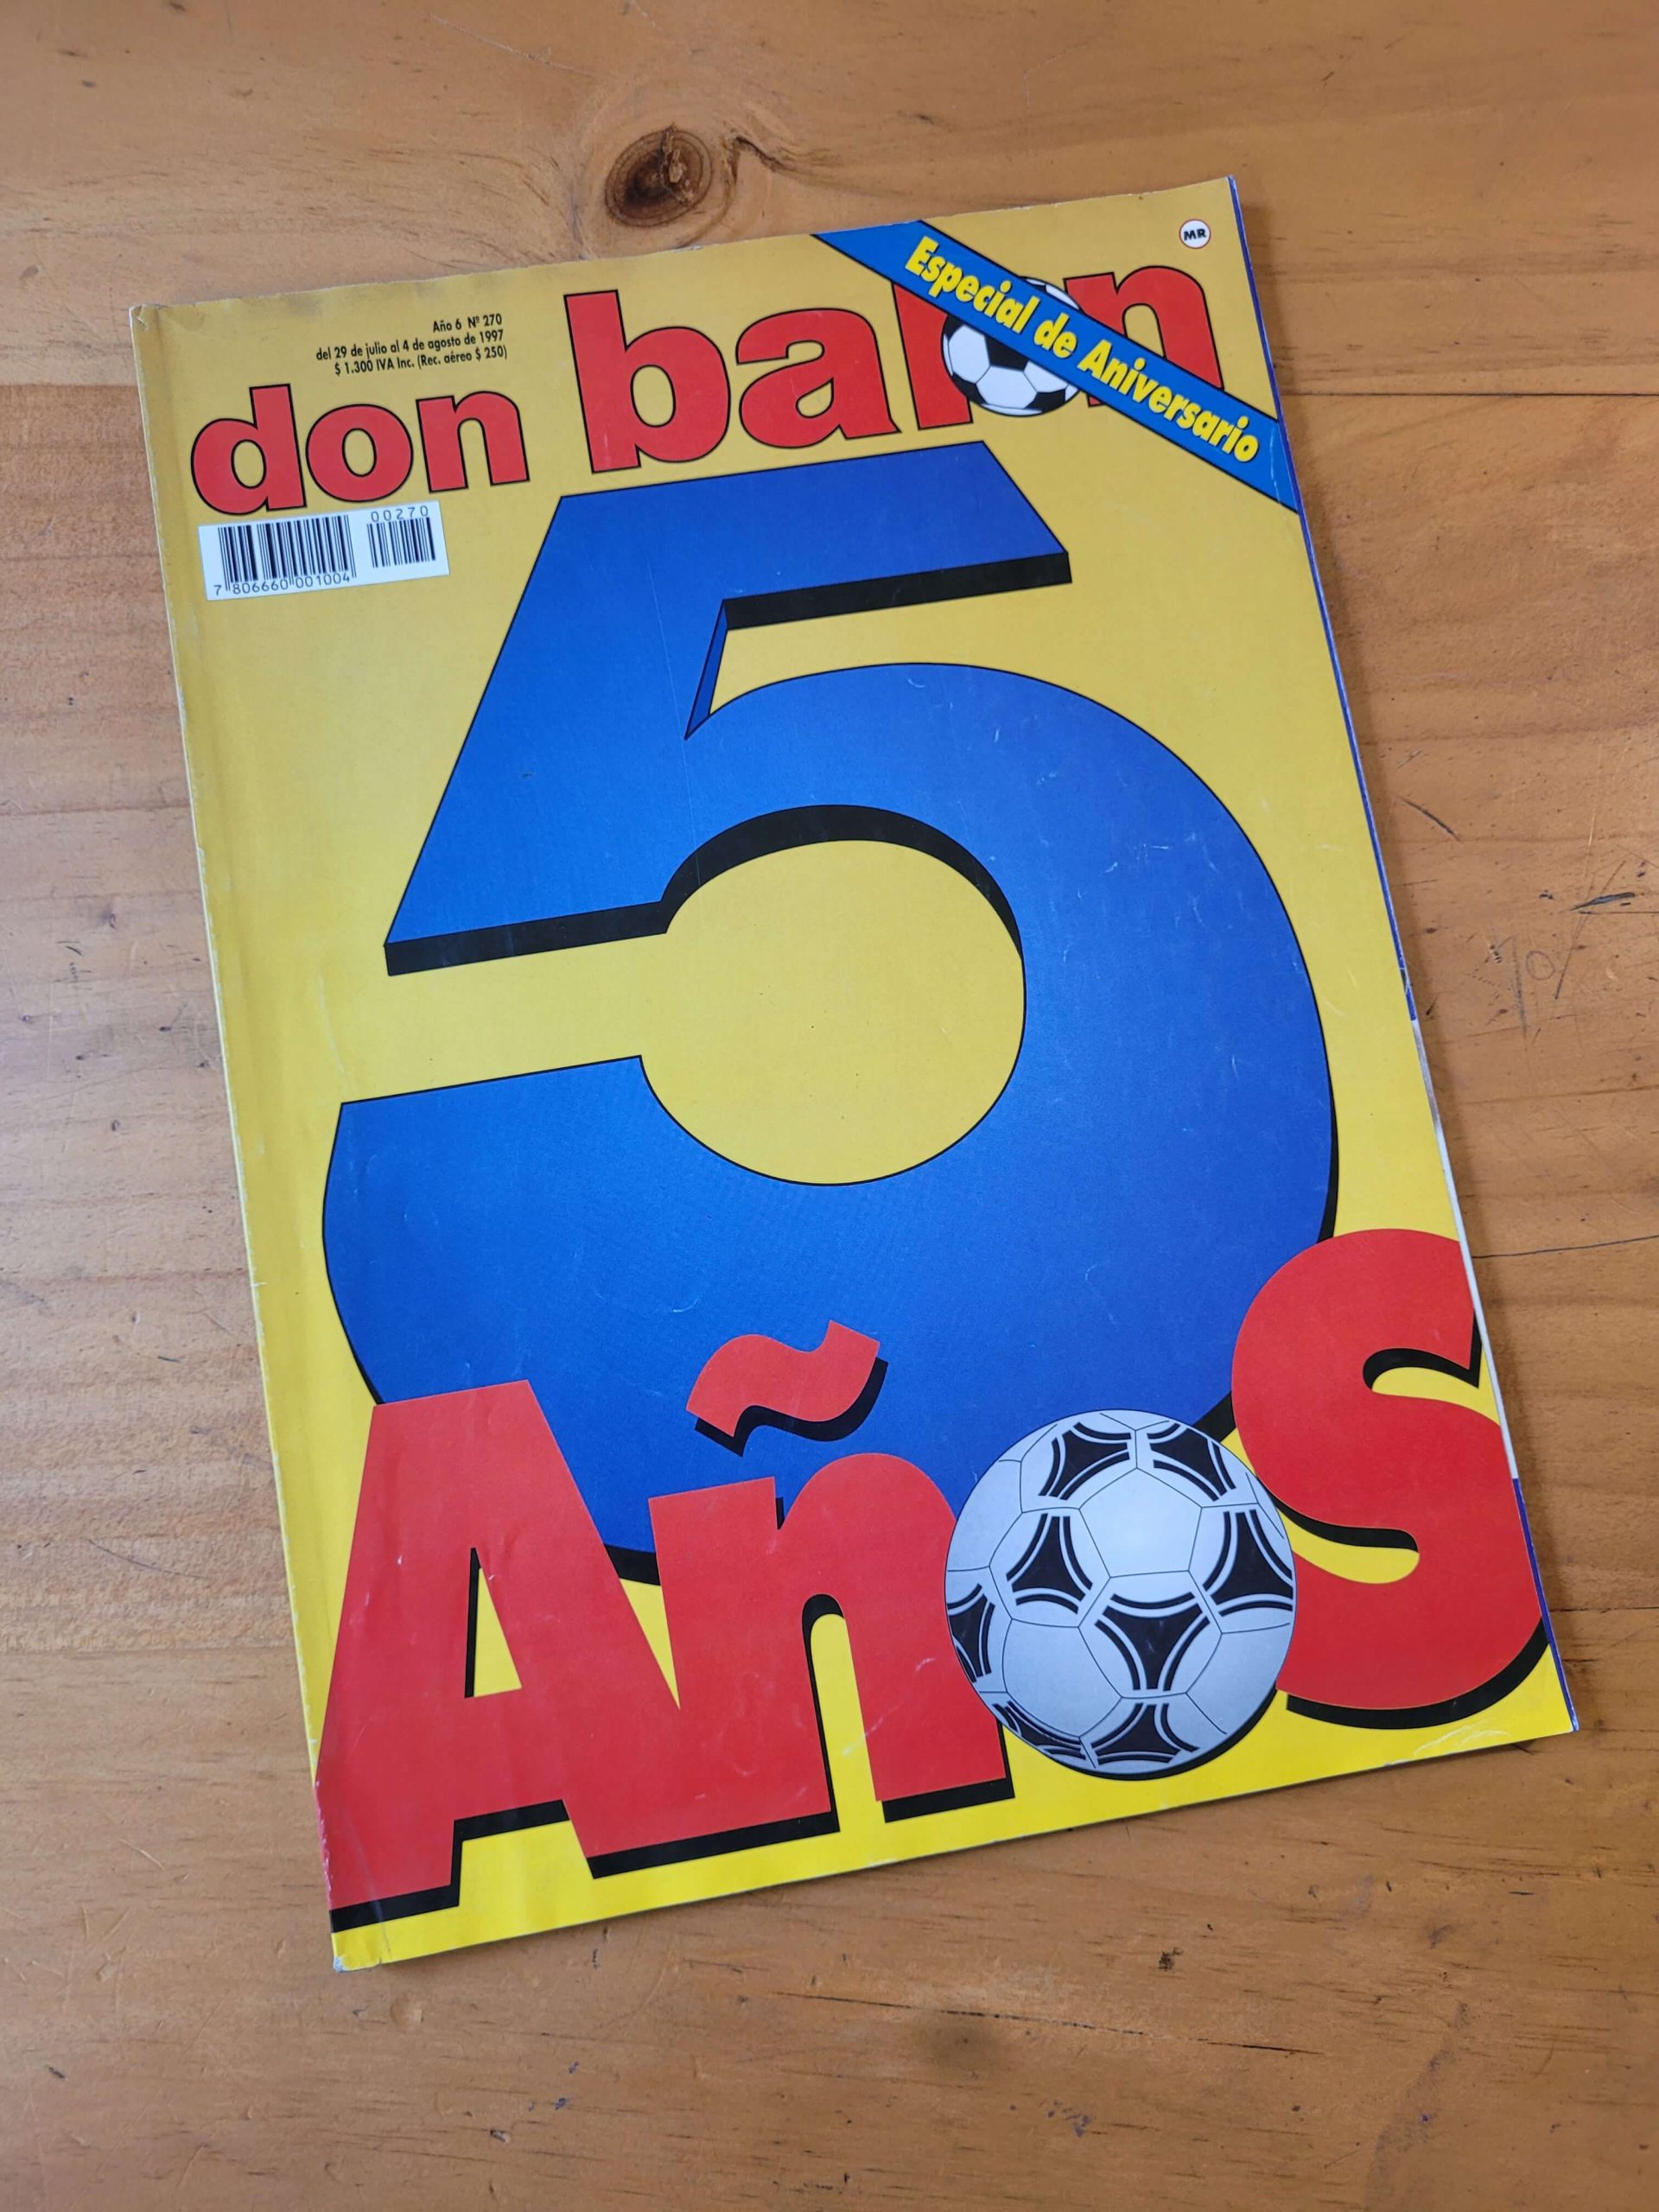 Especial de Aniversario
MR
Año 6 Nº 270
del 29 de julio al 4 de agosto de 1997
$ 1.300 IVA Inc. (Rec. aéreo $ 250)
don balon
00270
7 806660 001004
5
Años